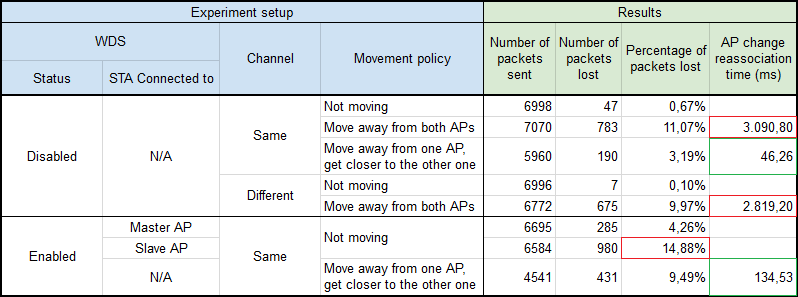 Experiment setup Results
WDS Channel Movement policy Number of packets sent Number of packets lost Percentage of packets lost AP change reassociation time (ms)
Status STA Connected to
Disabled N/A Same Not moving 6998 47 0,67%
Move away from both APs 7070 783 11,07% 3.090,80
Move away from one AP,
get closer to the other one 5960 190 3,19% 46,26
Different Not moving 6996 7 0,10%
Move away from both APs 6772 675 9,97% 2.819,20
Enabled Master AP Same Not moving 6695 285 4,26%
Slave AP 6584 980 14,88%
N/A Move away from one AP,
get closer to the other one 4541 431 9,49% 134,53